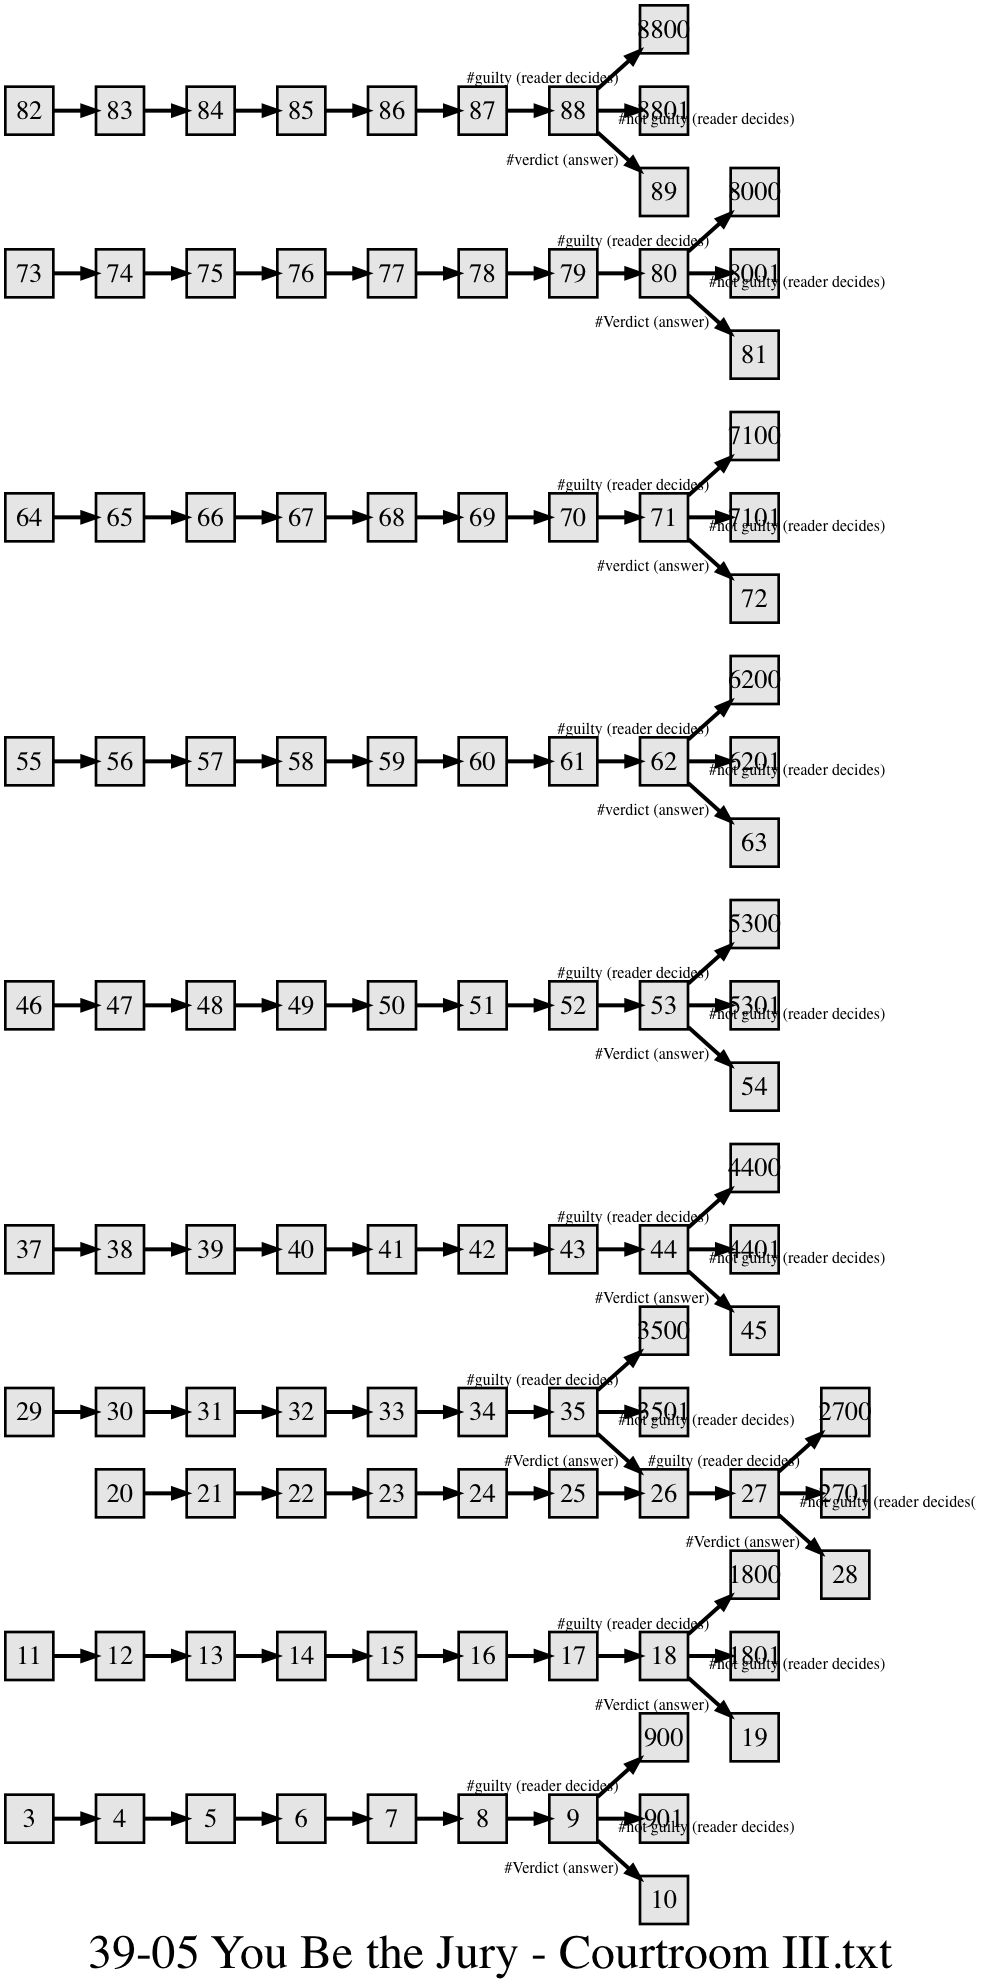 8800
#guilty (reader decides)
82 83 84 85 86 87 88 8801
#not guilty (reader decides)
#verdict (answer)
89 8000
#guilty (reader decides)
73 74 75 76 77 78 79 80 8001
#not guilty (reader decides)
#Verdict (answer)
81
7100
#guilty (reader decides)
64 65 66 67 68 69 70 71 7101
#not guilty (reader decides)
#verdict (answer)
72
6200
#guilty (reader decides)
55 56 57 58 59 60 61 62 6201
#not guilty (reader decides)
#verdict (answer)
63
5300
#guilty (reader decides)
46 47 48 49 50 51 52 53 5301
#not guilty (reader decides)
#Verdict (answer)
54
4400
#guilty (reader decides)
37 38 39 40 41 42 43 44 4401
#not guilty (reader decides)
#Verdict (answer)
3500 45
#guilty (reader decides)
29 30 31 32 33 34 35 3501 2700
#not guilty (reader decides)
#Verdict (answer) #guilty (reader decides)
20 21 22 23 24 25 26 27 2701
#not guilty (reader decides(
#Verdict (answer)
1800 28
#guilty (reader decides)
11 12 13 14 15 16 17 18 1801
#not guilty (reader decides)
#Verdict (answer)
900 19
#guilty (reader decides)
3 4 5 6 7 8 9 901
#not guilty (reader decides)
#Verdict (answer)
10
39-05 You Be the Jury - Courtroom III.txt